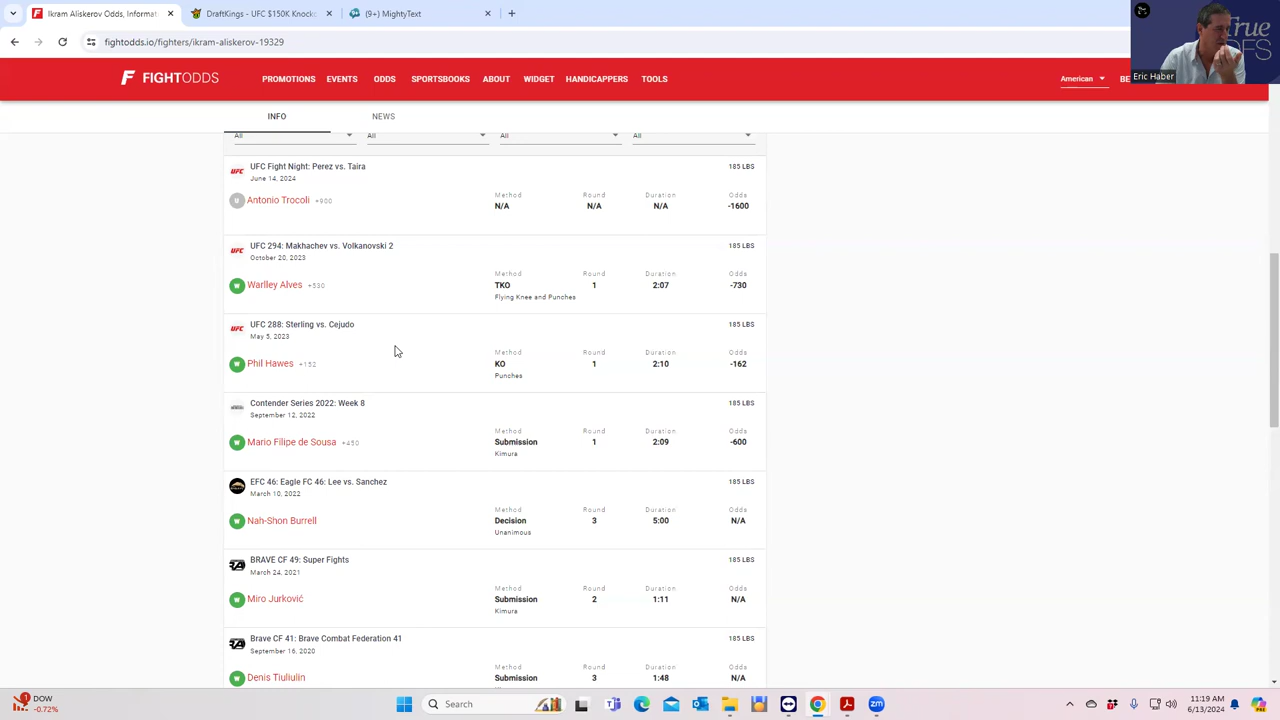 Ikram Aliskerov Odds, Informat
DraftKings - UFC $150K Knocko
(9+) MightyText
fightodds.io/fighters/ikram-aliskerov-19329
True
DFS
Eric Haber
FIGHTODDS
PROMOTIONS EVENTS ODDS SPORTSBOOKS ABOUT WIDGET HANDICAPPERS TOOLS
American
BE
INFO NEWS
All All All All
UFC Fight Night: Perez vs. Taira 185 LBS
June 14, 2024
Method Round Duration Odds
U Antonio Trocoli +900 N/A N/A N/A -1600
UFC 294: Makhachev vs. Volkanovski 2 185 LBS
October 20, 2023
Method Round Duration Odds
W Warlley Alves +530 TKO 1 2:07 -730
Flying Knee and Punches
UFC 288: Sterling vs. Cejudo 185 LBS
May 5, 2023
Method Round Duration Odds
W Phil Hawes +152 KO 1 2:10 -162
Punches
Contender Series 2022: Week 8 185 LBS
September 12, 2022
Method Round Duration Odds
W Mario Filipe de Sousa +450 Submission 1 2:09 -600
Kimura
EFC 46: Eagle FC 46: Lee vs. Sanchez 185 LBS
March 10, 2022
Method Round Duration Odds
W Nah-Shon Burrell Decision 3 5:00 N/A
Unanimous
BRAVE CF 49: Super Fights 185 LBS
March 24, 2021
Method Round Duration Odds
W Miro Jurković Submission 2 1:11 N/A
Kimura
Brave CF 41: Brave Combat Federation 41 185 LBS
September 16, 2020
Method Round Duration Odds
W Denis Tiuliulin Submission 3 1:48 N/A
DOW
-0.72%
Search
11:19 AM
6/13/2024